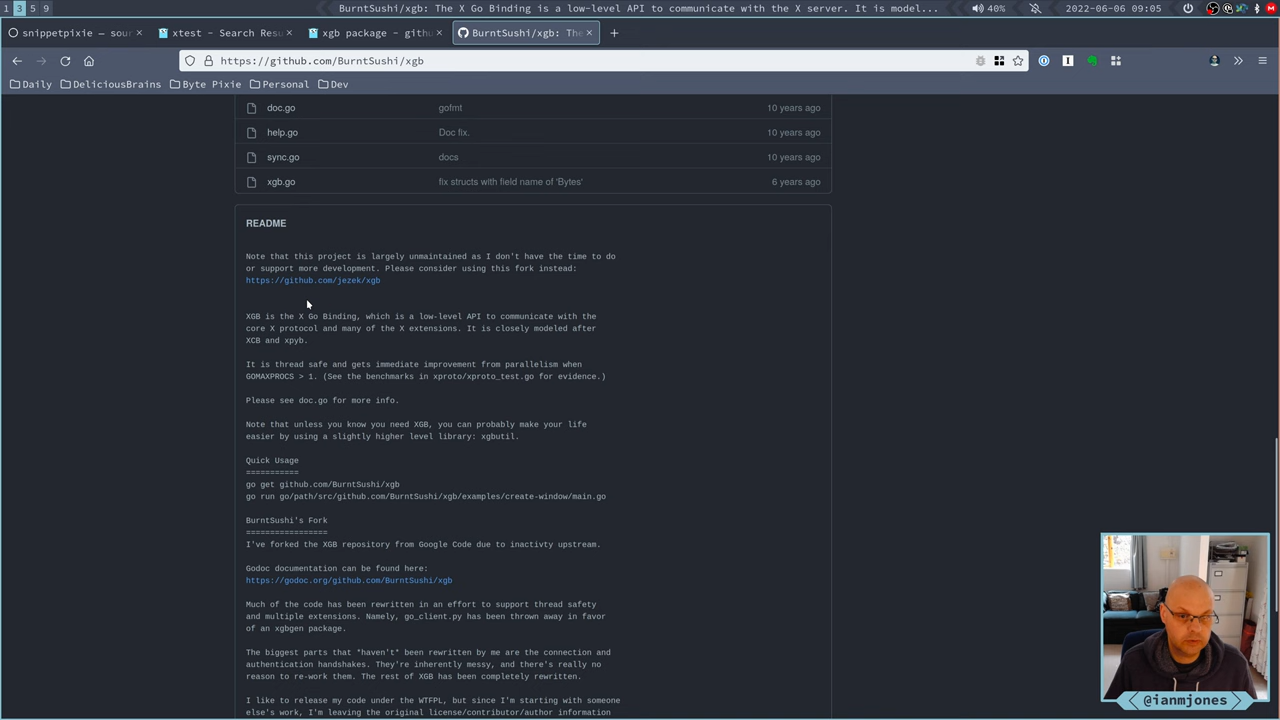 1 3 5 9
BurntSushi/xgb: The X Go Binding is a low-level API to communicate with the X server. It is model...
40%
2022-06-06 09:05
snippetpixie — sour
xtest - Search Resu
xgb package - githu
BurntSushi/xgb: The
https://github.com/BurntSushi/xgb
Daily
DeliciousBrains
Byte Pixie
Personal
Dev
doc.go gofmt 10 years ago
help.go Doc fix. 10 years ago
sync.go docs 10 years ago
xgb.go fix structs with field name of 'Bytes' 6 years ago
README
Note that this project is largely unmaintained as I don't have the time to do
or support more development. Please consider using this fork instead:
https://github.com/jezek/xgb
XGB is the X Go Binding, which is a low-level API to communicate with the
core X protocol and many of the X extensions. It is closely modeled after
XCB and xpyb.
It is thread safe and gets immediate improvement from parallelism when
GOMAXPROCS > 1. (See the benchmarks in xproto/xproto_test.go for evidence.)
Please see doc.go for more info.
Note that unless you know you need XGB, you can probably make your life
easier by using a slightly higher level library: xgbutil.
Quick Usage
===========
go get github.com/BurntSushi/xgb
go run go/path/src/github.com/BurntSushi/xgb/examples/create-window/main.go
BurntSushi's Fork
=================
I've forked the XGB repository from Google Code due to inactivty upstream.
Godoc documentation can be found here:
https://godoc.org/github.com/BurntSushi/xgb
Much of the code has been rewritten in an effort to support thread safety
and multiple extensions. Namely, go_client.py has been thrown away in favor
of an xgbgen package.
The biggest parts that *haven't* been rewritten by me are the connection and
authentication handshakes. They're inherently messy, and there's really no
reason to re-work them. The rest of XGB has been completely rewritten.
I like to release my code under the WTFPL, but since I'm starting with someone
else's work, I'm leaving the original license/contributor/author information
@ianmjones